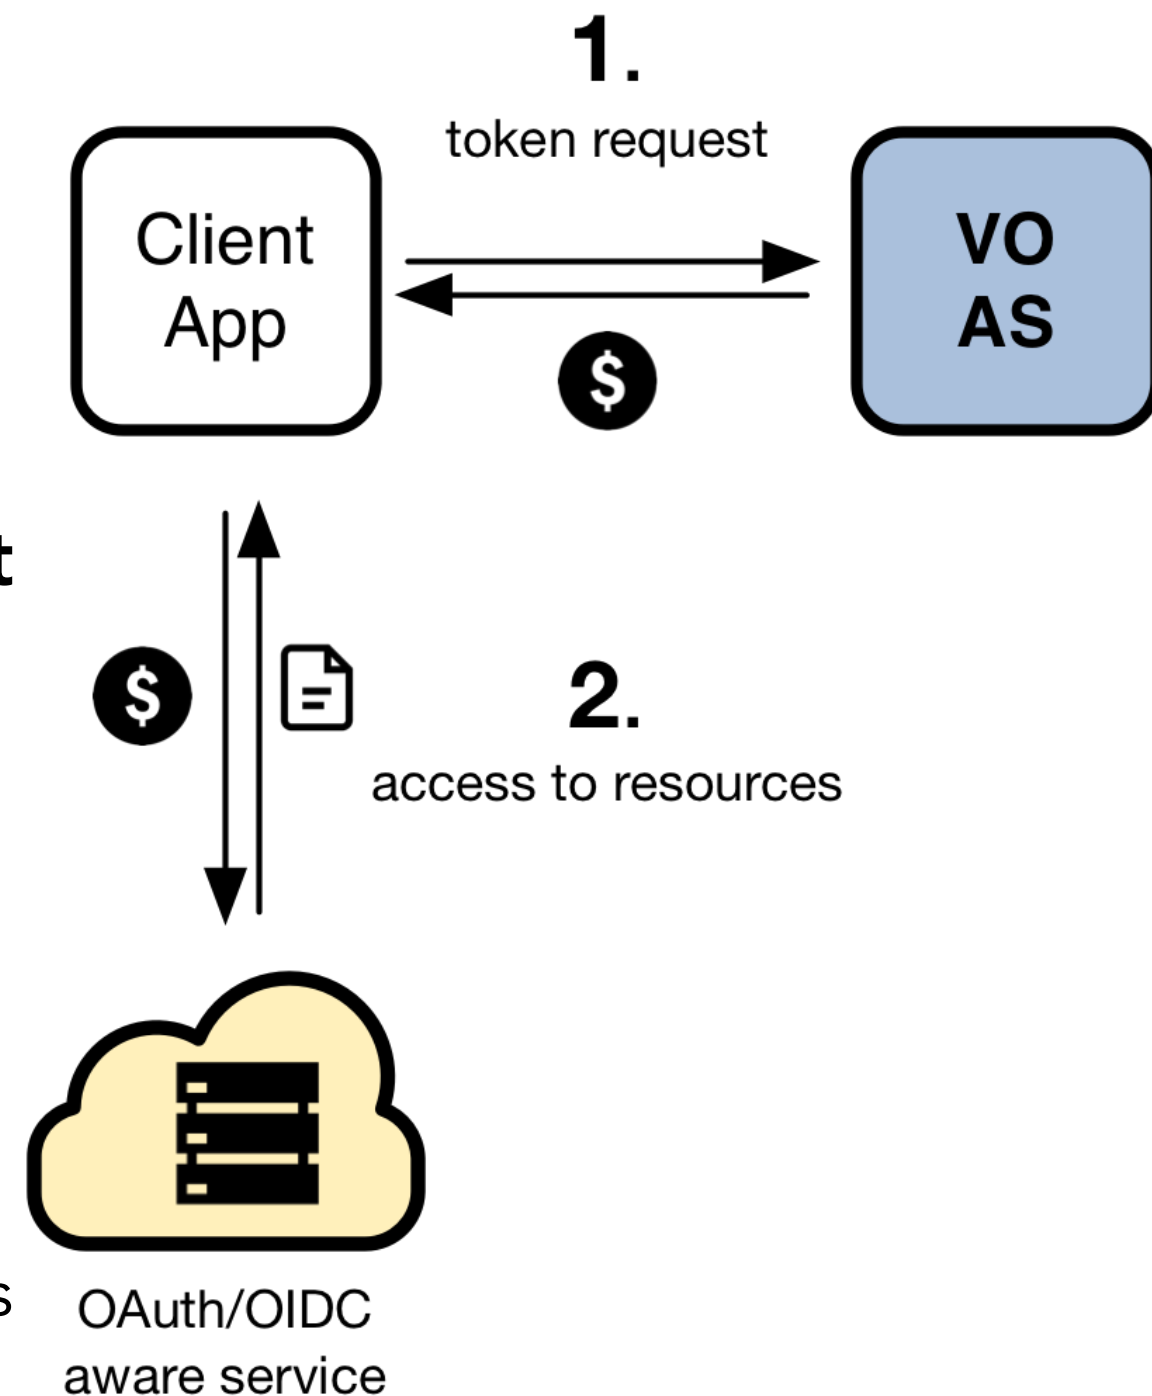 1.
token request
Client
App
VO
AS
$
t
$
2.
access to resources
s
OAuth/OIDC
aware service